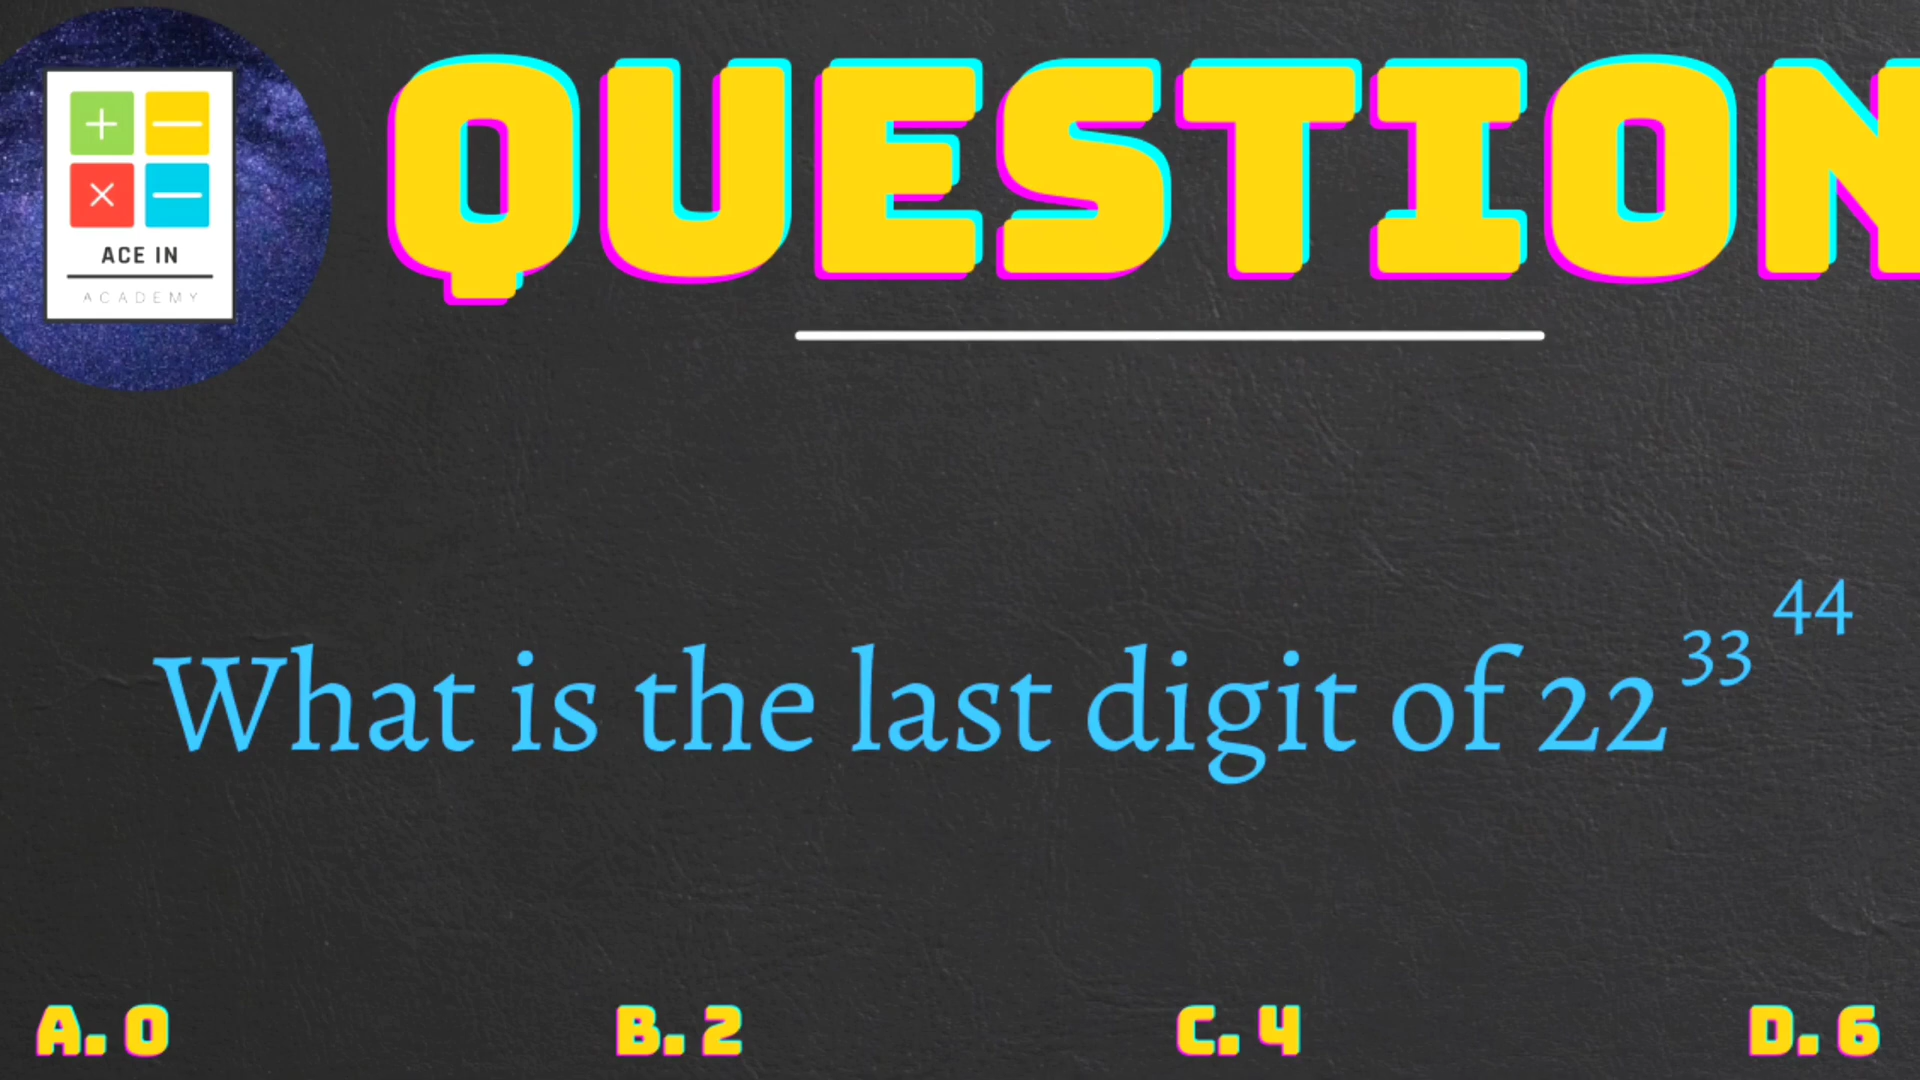 QUESTION
ACE IN
ACADEMY
What is the last digit of 22^33^44
A. 0
B. 2
C. 4
D. 6